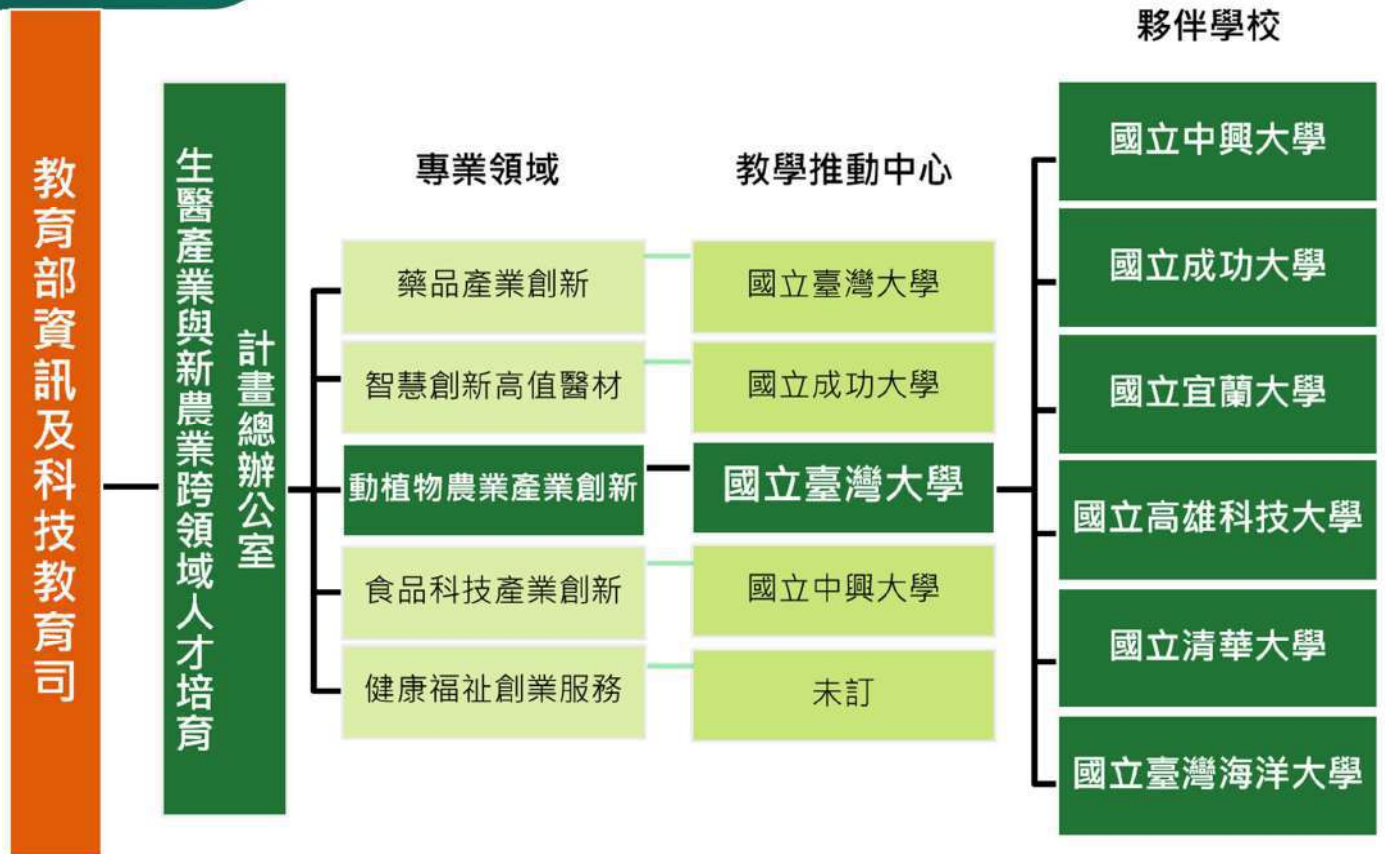 教育部資訊及科技教育司
生醫產業與新農業跨領域人才培育
計畫總辦公室
專業領域
藥品產業創新
智慧創新高值醫材
動植物農業產業創新
食品科技產業創新
健康福祉創業服務
教學推動中心
國立臺灣大學
國立成功大學
國立臺灣大學
國立中興大學
未訂
夥伴學校
國立中興大學
國立成功大學
國立宜蘭大學
國立高雄科技大學
國立清華大學
國立臺灣海洋大學